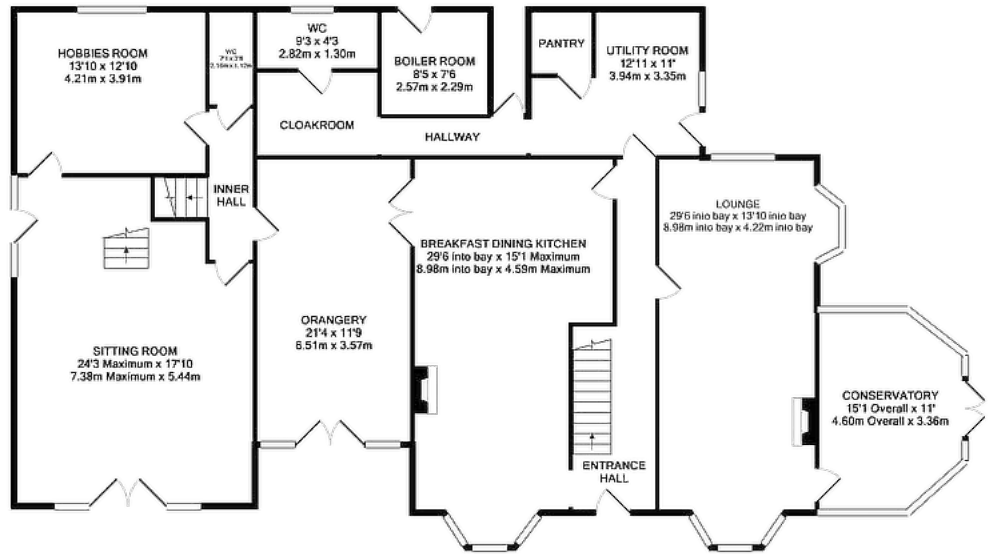 HOBBIES ROOM
13'10 x 12'10
4.21m x 3.91m
WC
WC
9'3 x 4'3
2.82m x 1.30m
BOILER ROOM
8'5 x 7'6
2.57m x 2.29m
PANTRY
UTILITY ROOM
12'11 x 11'
3.94m x 3.35m
CLOAKROOM
HALLWAY
INNER
HALL
LOUNGE
29'6 into bay x 13'10 into bay
8.98m into bay x 4.22m into bay
BREAKFAST DINING KITCHEN
29'6 into bay x 15'1 Maximum
8.98m into bay x 4.59m Maximum
ORANGERY
21'4 x 11'9
6.51m x 3.57m
SITTING ROOM
24'3 Maximum x 17'10
7.38m Maximum x 5.44m
CONSERVATORY
15'1 Overall x 11'
4.60m Overall x 3.36m
ENTRANCE
HALL